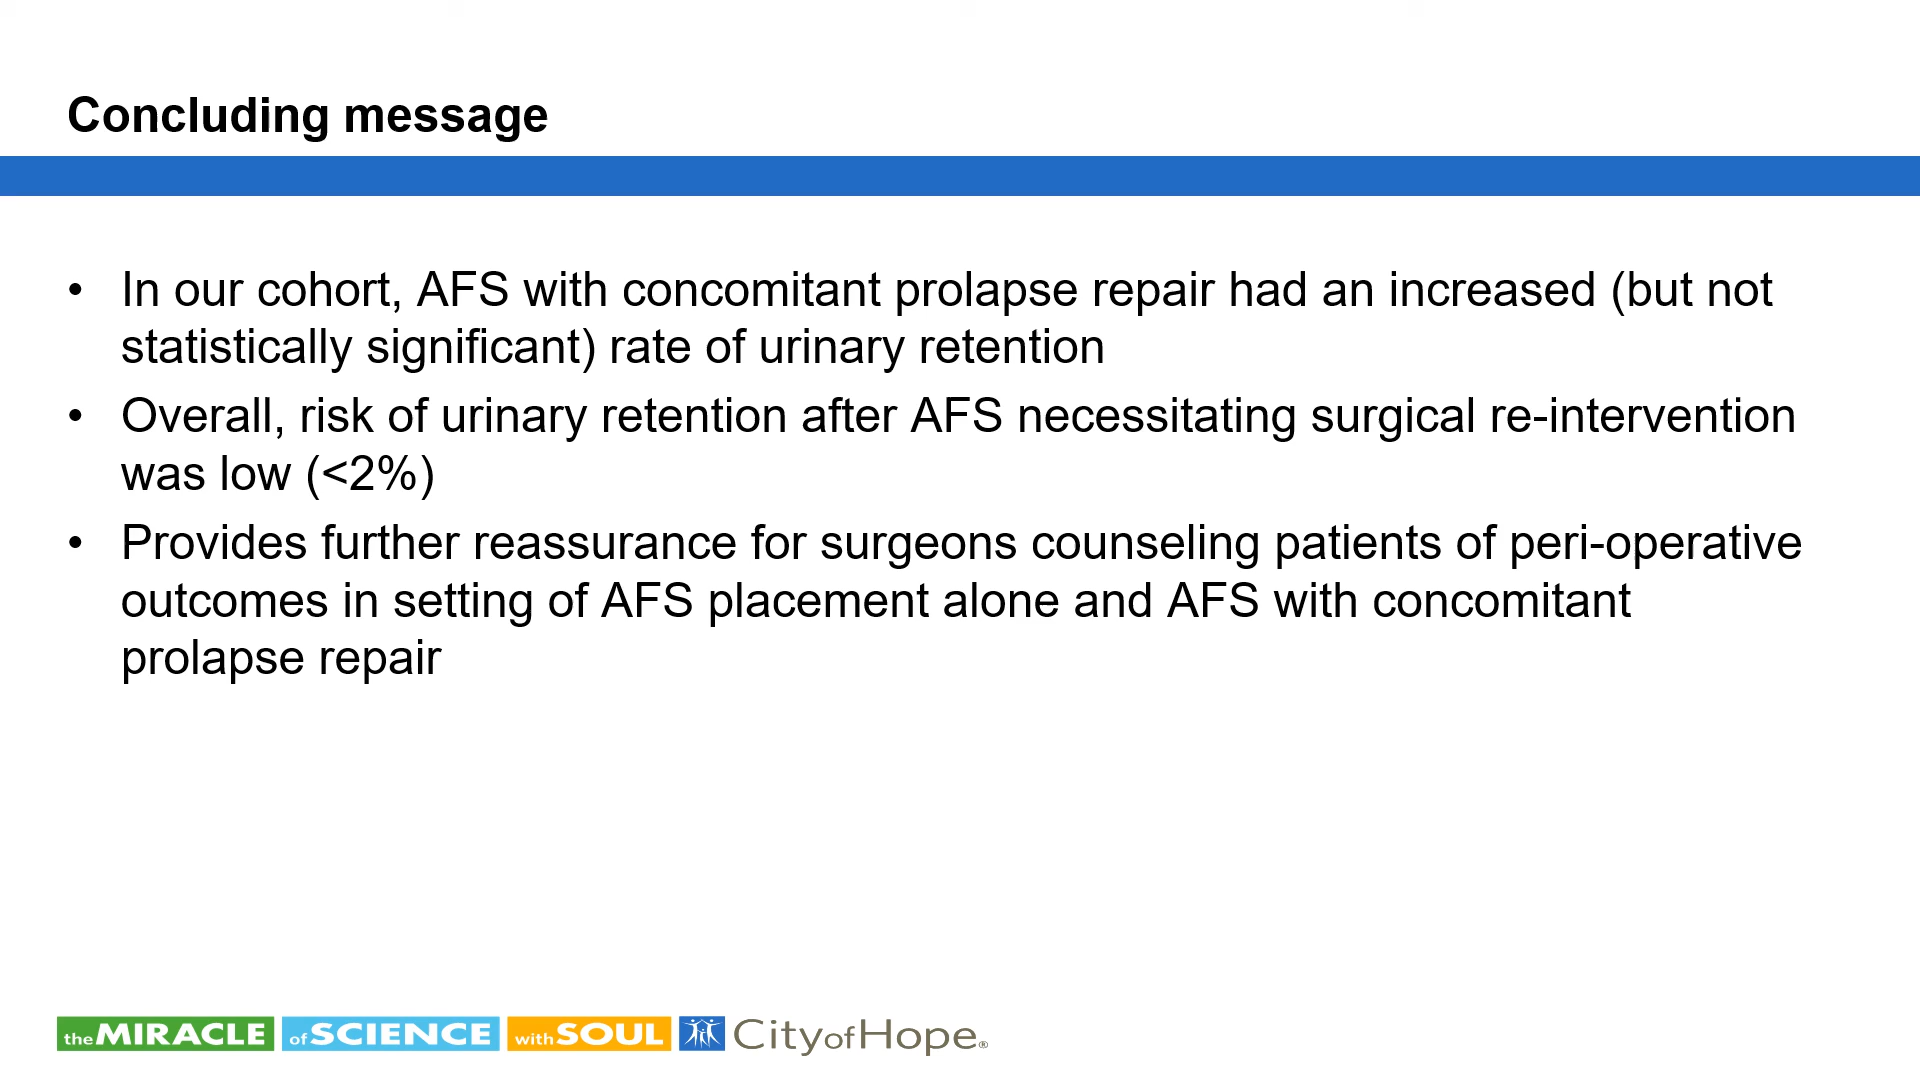 Concluding message
• In our cohort, AFS with concomitant prolapse repair had an increased (but not
statistically significant) rate of urinary retention
• Overall, risk of urinary retention after AFS necessitating surgical re-intervention
was low (<2%)
• Provides further reassurance for surgeons counseling patients of peri-operative
outcomes in setting of AFS placement alone and AFS with concomitant
prolapse repair
the MIRACLE of SCIENCE with SOUL CityofHope®